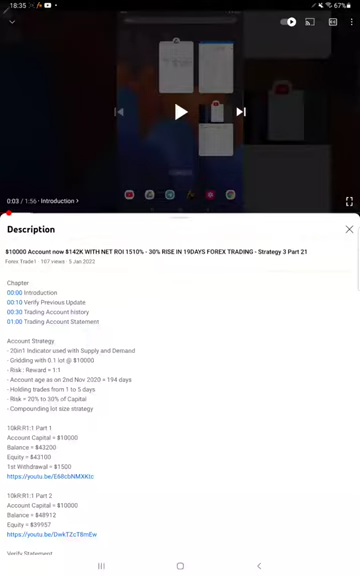 18:35
67%
0:03 / 1:56 · Introduction >
Description
$10000 Account now $142K WITH NET ROI 1510% - 30% RISE IN 19DAYS FOREX TRADING - Strategy 3 Part 21
Forex Trade1 · 107 views · 5 Jan 2022
Chapter
00:00 Introduction
00:10 Verify Previous Update
00:30 Trading Account history
01:00 Trading Account Statement
Account Strategy
- 20in1 Indicator used with Supply and Demand
- Gridding with 0.1 lot @ $10000
- Risk : Reward = 1:1
- Account age as on 2nd Nov 2020 = 194 days
- Holding trades from 1 to 5 days
- Risk = 20% to 30% of Capital
- Compounding lot size strategy
10kR:R1:1 Part 1
Account Capital = $10000
Balance = $43200
Equity = $43100
1st Withdrawal = $1500
https://youtu.be/E68cbNMXKtc
10kR:R1:1 Part 2
Account Capital = $10000
Balance = $48912
Equity = $39957
https://youtu.be/DwkTZcT8mEw
Verify Statement